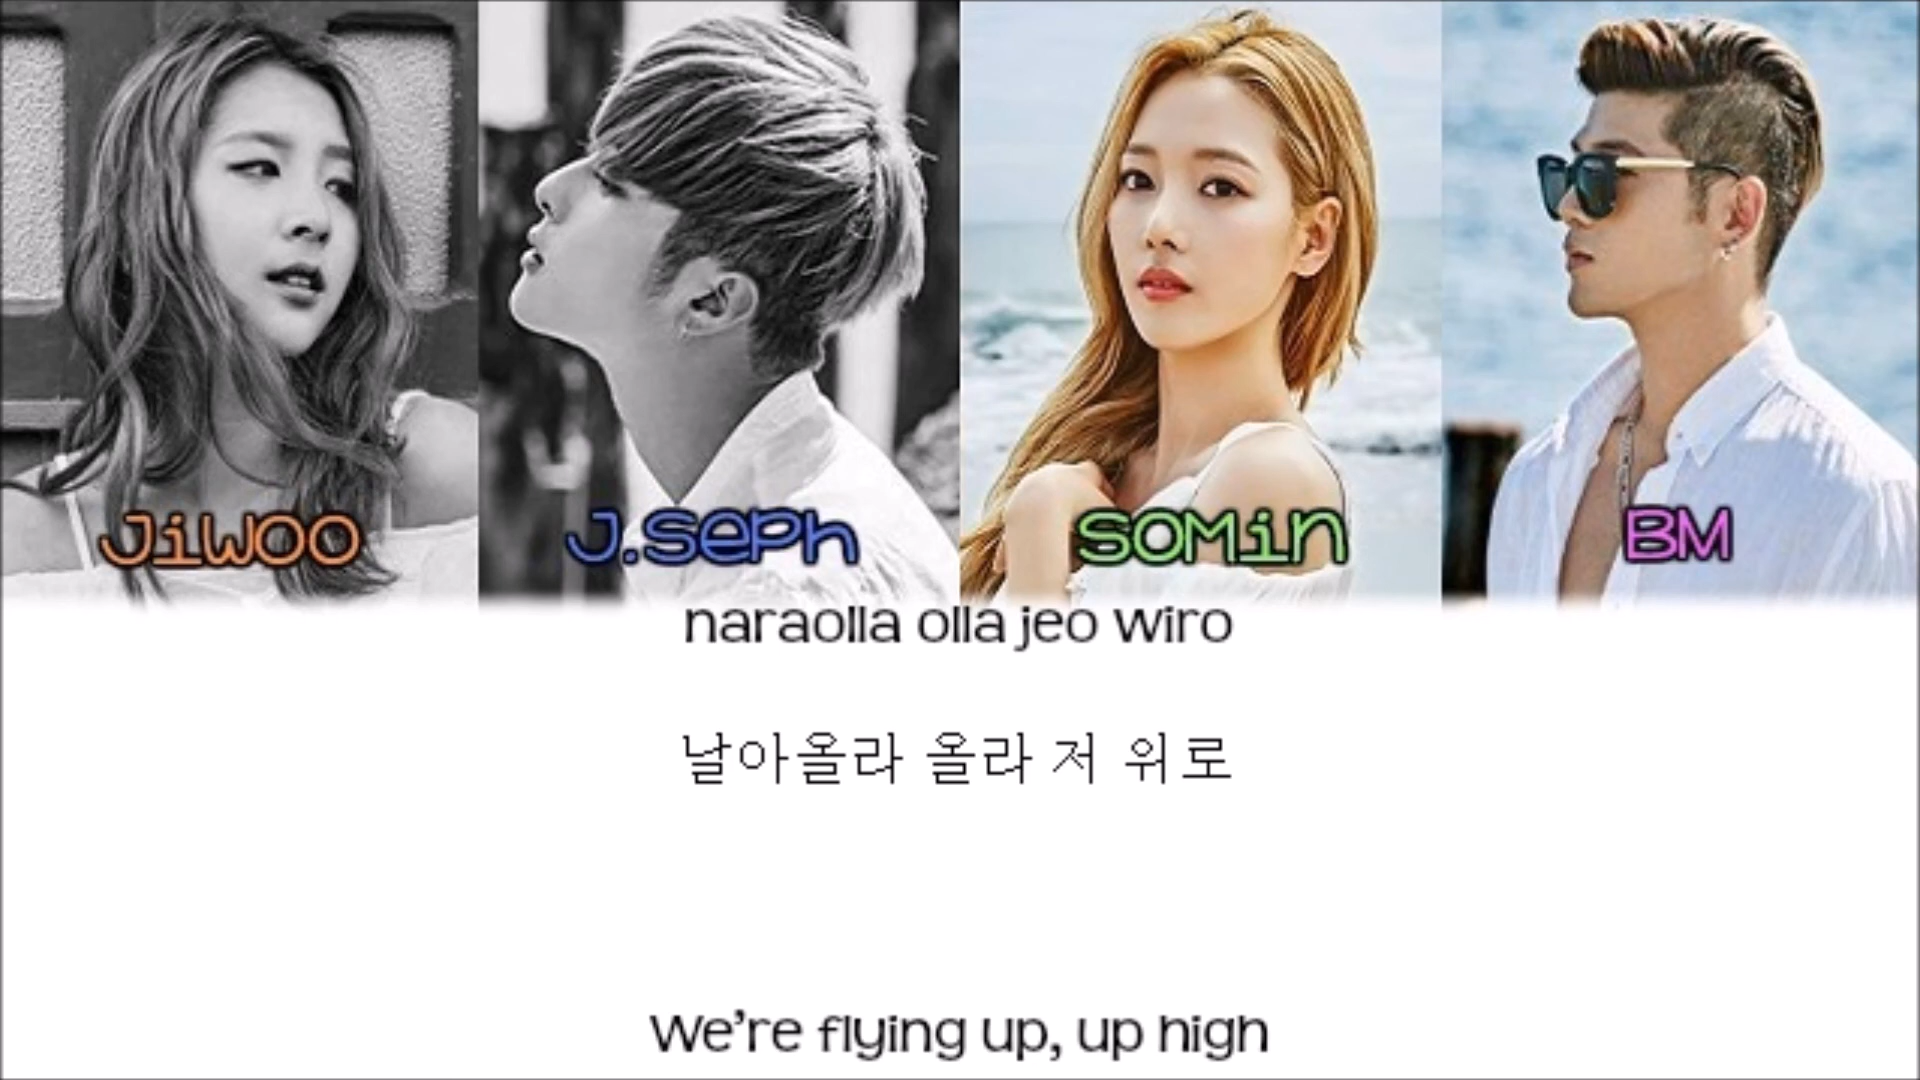 JiWOO
J.SEPH
SOMiN
BM
naraolla olla jeo wiro
날아올라 올라 저 위로
We're flying up, up high